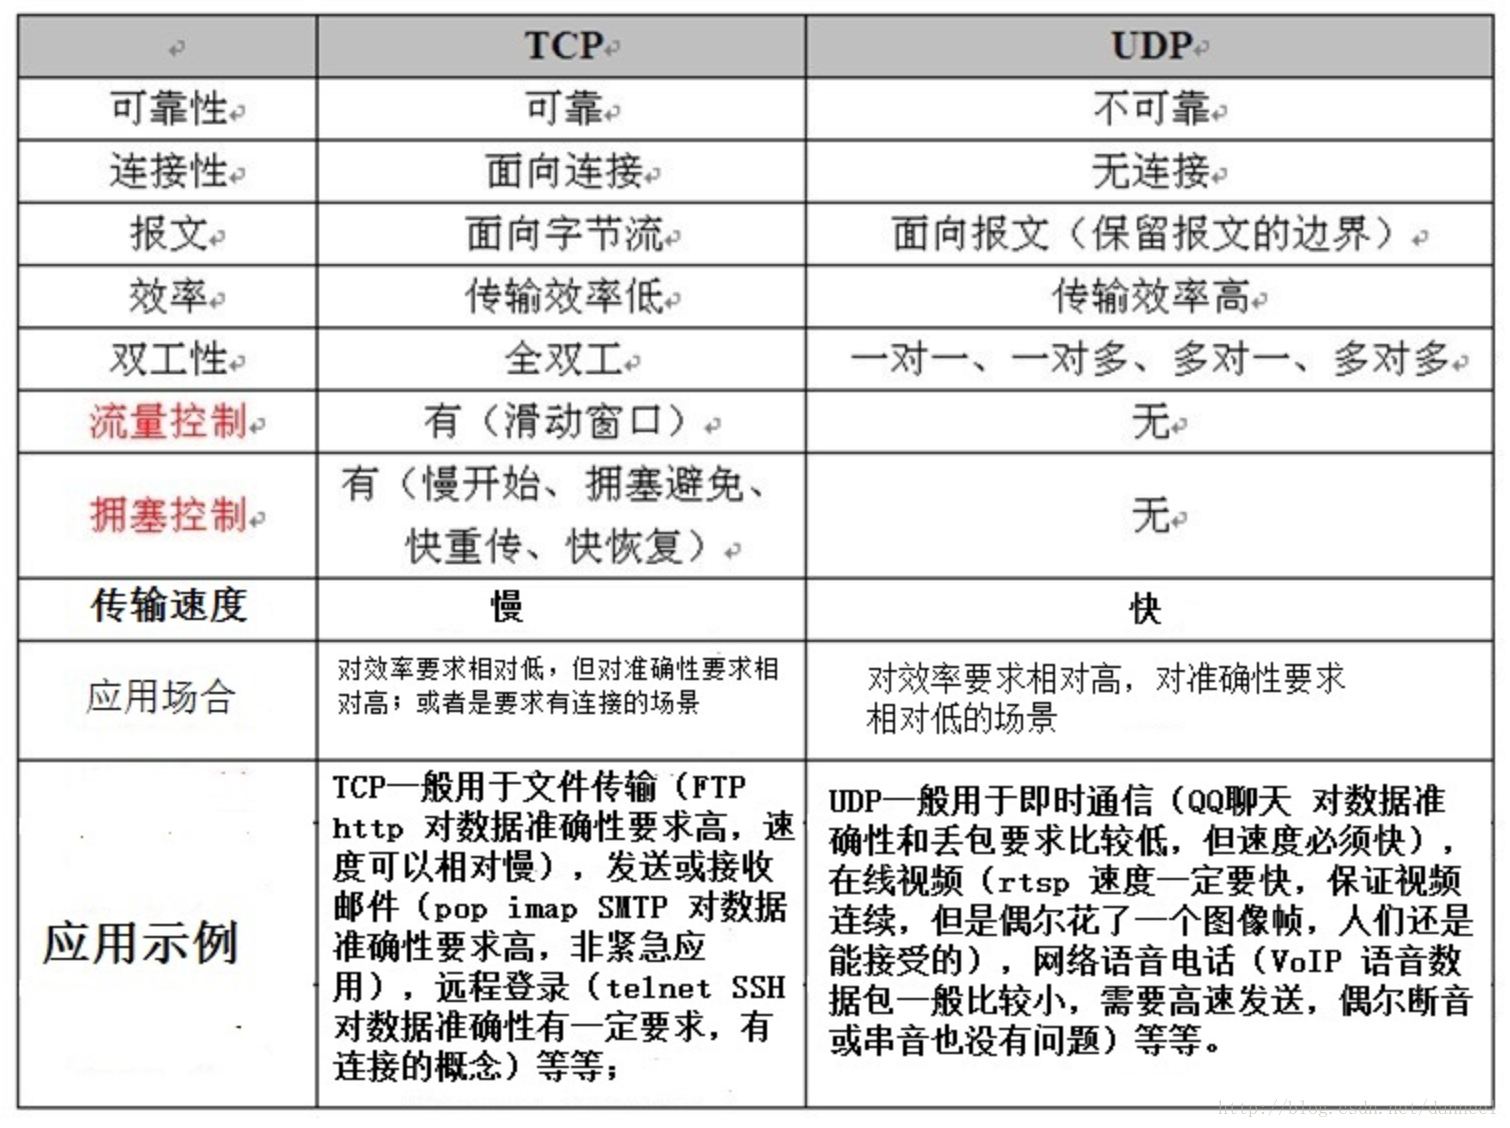 TCP
UDP
可靠性
可靠
不可靠
连接性
面向连接
无连接
报文
面向字节流
面向报文（保留报文的边界）
效率
传输效率低
传输效率高
双工性
全双工
一对一、一对多、多对一、多对多
流量控制
有（滑动窗口）
无
拥塞控制
有（慢开始、拥塞避免、
快重传、快恢复）
无
传输速度
慢
快
应用场合
对效率要求相对低，但对准确性要求相
对高；或者是要求有连接的场景
对效率要求相对高，对准确性要求
相对低的场景
应用示例
TCP一般用于文件传输（FTP
http 对数据准确性要求高，速
度可以相对慢），发送或接收
邮件（pop imap SMTP 对数据
准确性要求高，非紧急应
用），远程登录（telnet SSH
对数据准确性有一定要求，有
连接的概念）等等；
UDP一般用于即时通信（QQ聊天 对数据准
确性和丢包要求比较低，但速度必须快），
在线视频（rtsp 速度一定要快，保证视频
连续，但是偶尔花了一个图像帧，人们还是
能接受的），网络语音电话（VoIP 语音数
据包一般比较小，需要高速发送，偶尔断音
或串音也没有问题）等等。